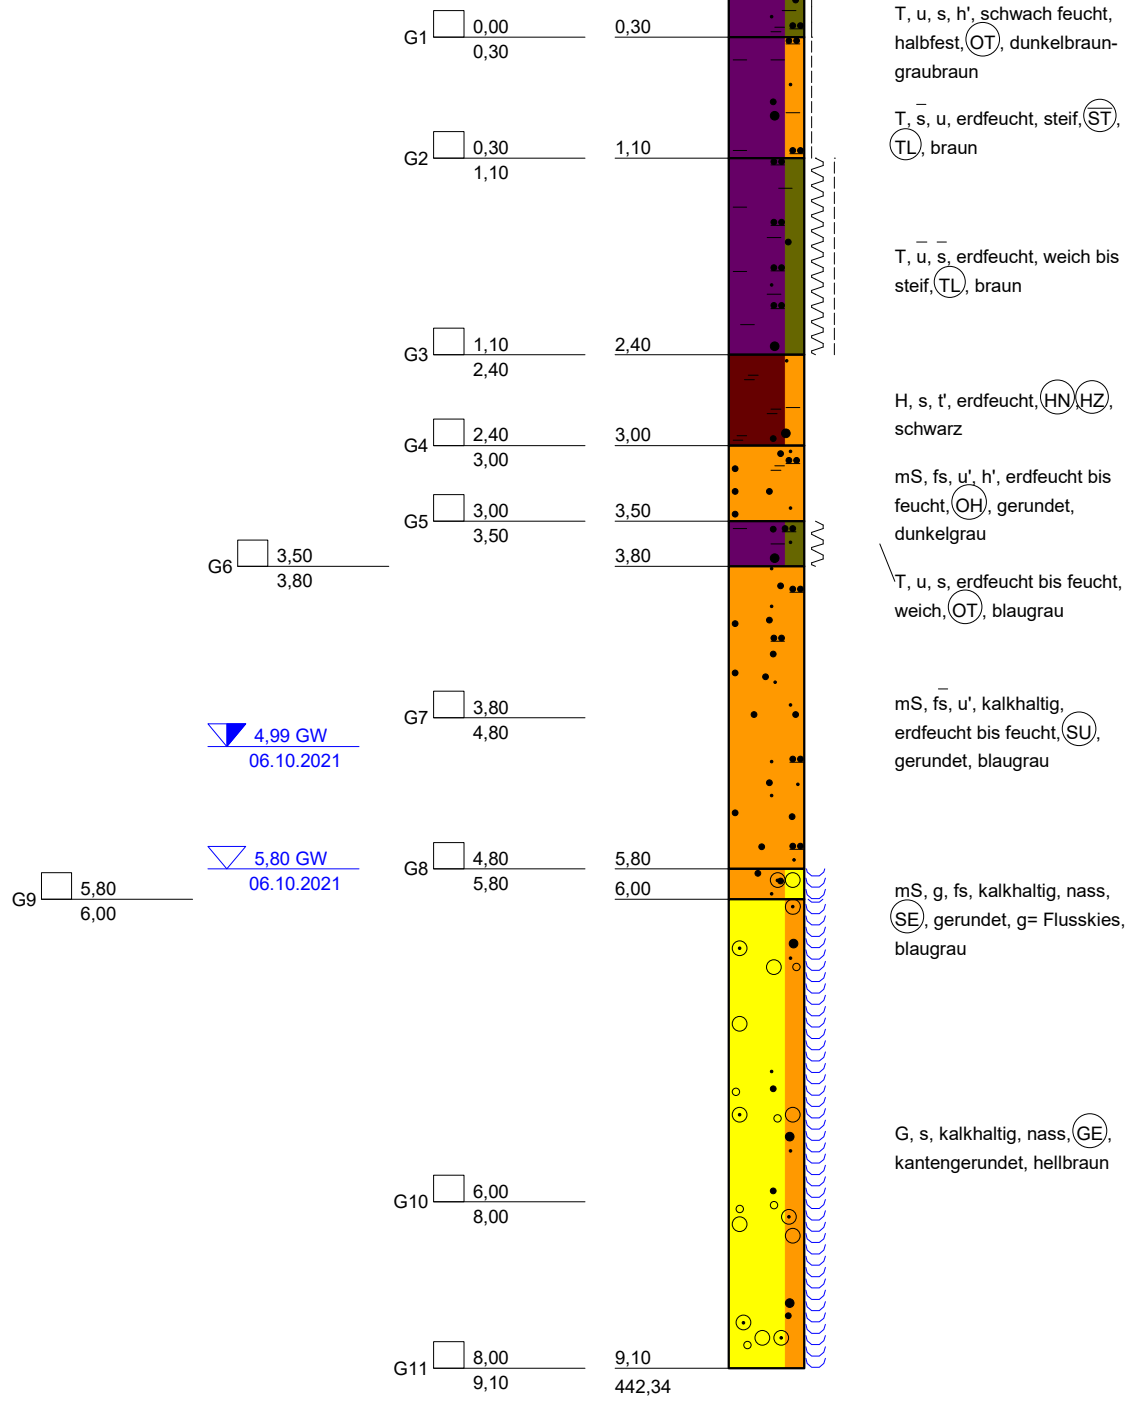 G1 0,00
0,30
0,30
T, u, s, h', schwach feucht,
halbfest, OT, dunkelbraun-
graubraun
G2 0,30
1,10
1,10
T, s̅, u, erdfeucht, steif, S̅T̅,
TL, braun
G3 1,10
2,40
2,40
T, u̅, s̅, erdfeucht, weich bis
steif, TL, braun
G4 2,40
3,00
3,00
H, s, t', erdfeucht, HN, HZ,
schwarz
G5 3,00
3,50
3,50
mS, fs, u', h', erdfeucht bis
feucht, OH, gerundet,
dunkelgrau
G6 3,50
3,80
3,80
T, u, s, erdfeucht bis feucht,
weich, OT, blaugrau
G7 3,80
4,80
4,99 GW
06.10.2021
mS, f̅s, u', kalkhaltig,
erdfeucht bis feucht, SU,
gerundet, blaugrau
5,80 GW
06.10.2021
G8 4,80
5,80
5,80
G9 5,80
6,00
6,00
mS, g, fs, kalkhaltig, nass,
SE, gerundet, g= Flusskies,
blaugrau
G, s, kalkhaltig, nass, GE,
kantengerundet, hellbraun
G10 6,00
8,00
G11 8,00
9,10
9,10
442,34